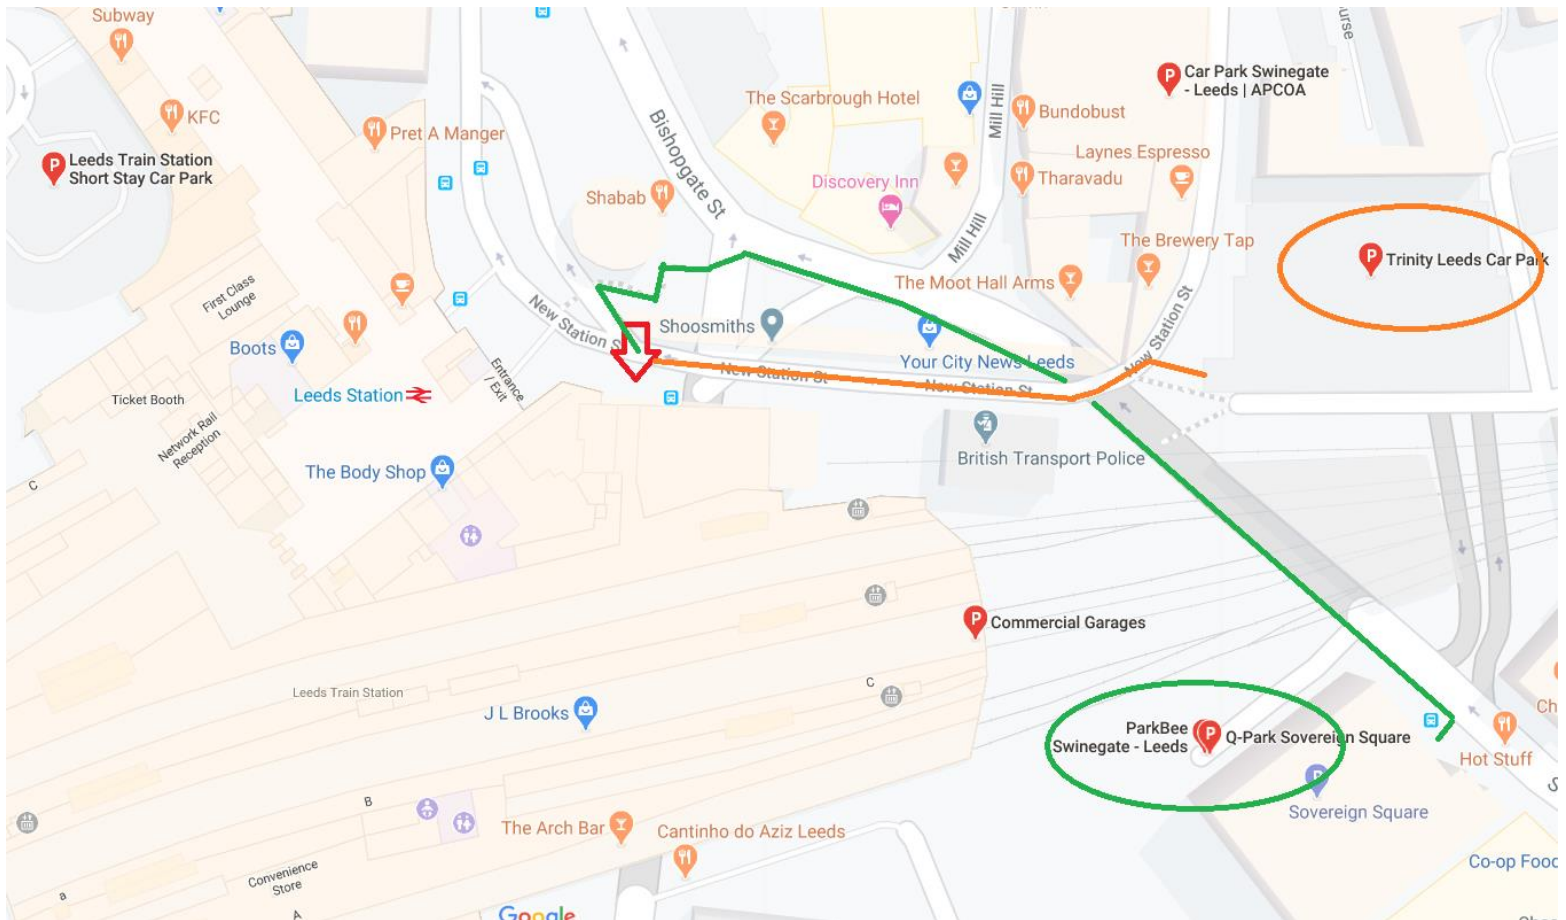 Subway
KFC
Leeds Train Station
Short Stay Car Park
Pret A Manger
Shabab
Bishopgate St
The Scarbrough Hotel
Discovery Inn
Mill Hill
Mill Hill
Bundobust
Tharavadu
Laynes Espresso
Car Park Swinegate
- Leeds | APCOA
The Brewery Tap
The Moot Hall Arms
Trinity Leeds Car Park
New Station St
First Class
Lounge
Boots
Shoosmiths
Your City News Leeds
New Station St
New Station St
New Station S
Entrance
/ Exit
Leeds Station
Ticket Booth
Network Rail
Reception
The Body Shop
British Transport Police
C
Commercial Garages
Leeds Train Station
C
J L Brooks
ParkBee
Swinegate - Leeds
Q-Park Sovereign Square
Hot Stuff
Sovereign Square
B
The Arch Bar
Cantinho do Aziz Leeds
Convenience
Store
a
A
Co-op Food
Google